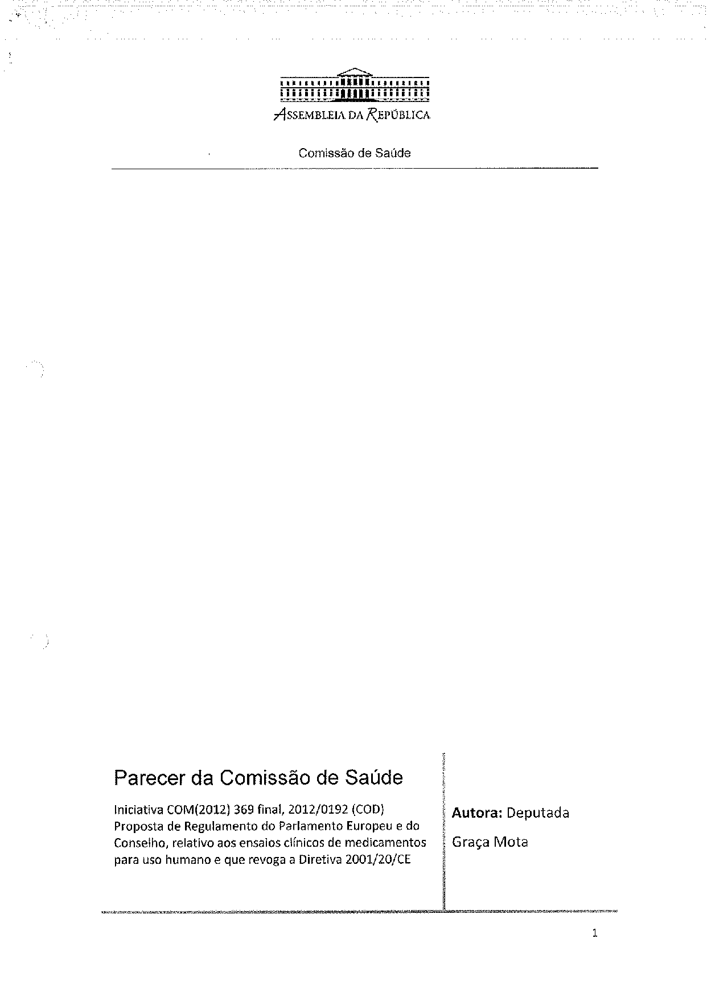 ASSEMBLEIA DA REPÚBLICA
Comissão de Saúde
Parecer da Comissão de Saúde
Iniciativa COM(2012) 369 final, 2012/0192 (COD)
Proposta de Regulamento do Parlamento Europeu e do
Conselho, relativo aos ensaios clínicos de medicamentos
para uso humano e que revoga a Diretiva 2001/20/CE
Autora: Deputada
Graça Mota
1